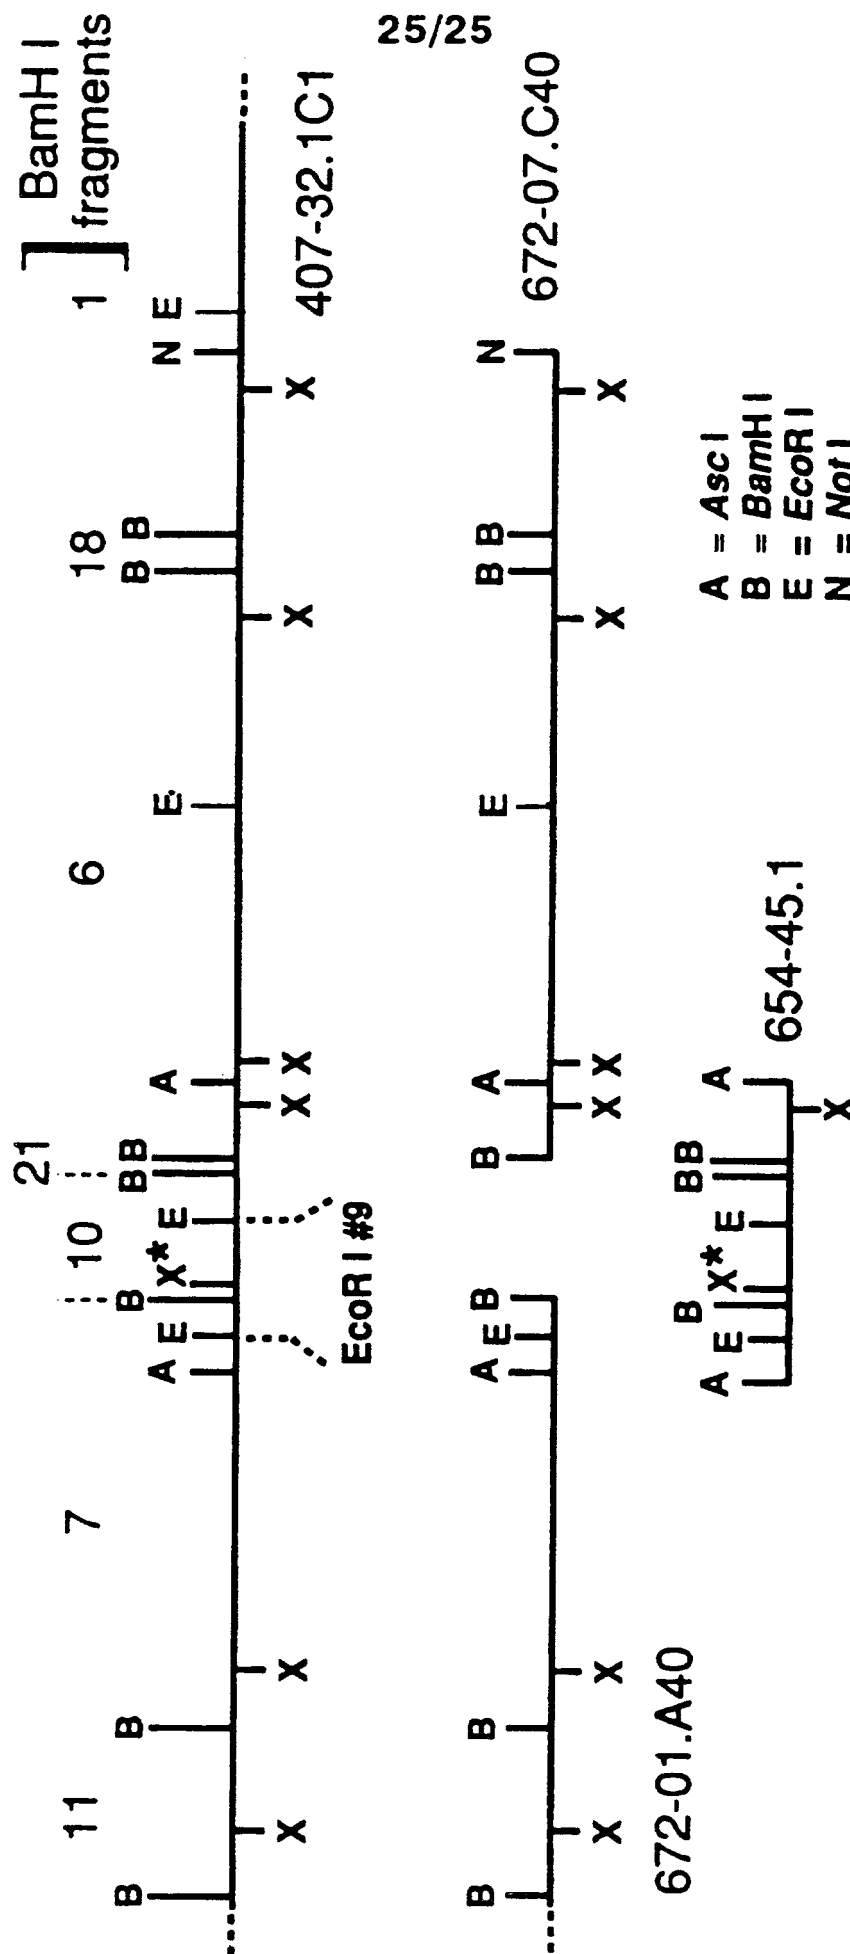 25/25
11 7 10 21 6 18 1 ] BamH I
fragments
B B A E B X* E B B A E B B N E
X X X X X X
EcoR I #9
407-32.1C1
B B A E B B A E B B N
X X X X X X
672-01.A40
672-07.C40
A E B X* E B B A
X
654-45.1
A = Asc I
B = BamH I
E = EcoR I
N = Not I